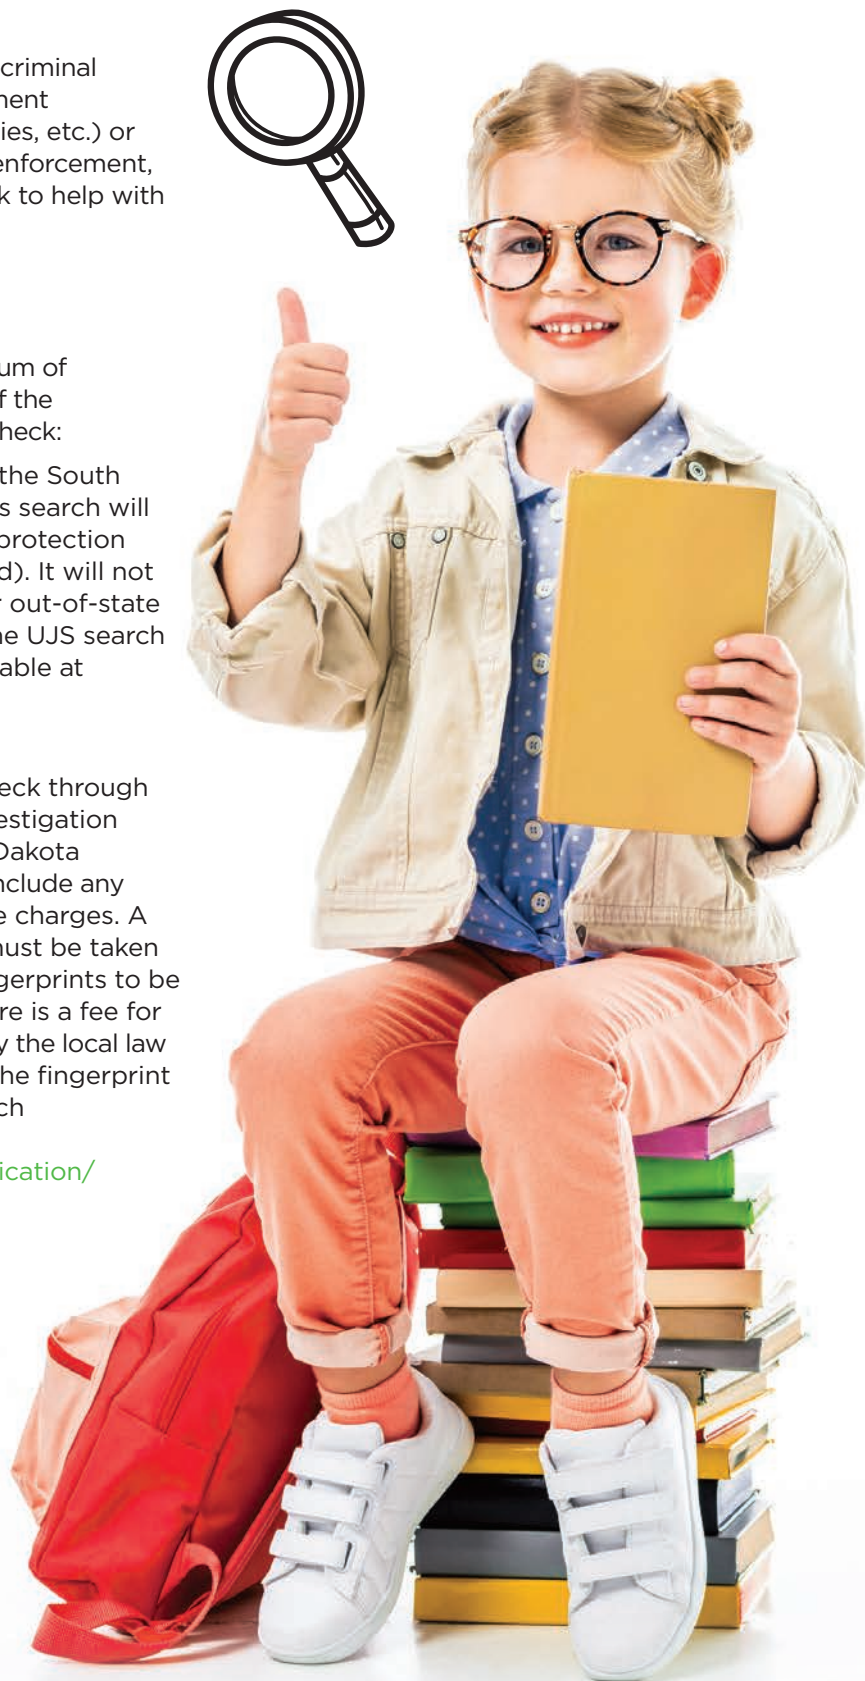 criminal
ment
ies, etc.) or
enforcement,
k to help with
um of
f the
heck:
the South
s search will
protection
d). It will not
r out-of-state
he UJS search
able at
eck through
estigation
Dakota
nclude any
e charges. A
must be taken
gerprints to be
re is a fee for
y the local law
he fingerprint
ch
ication/